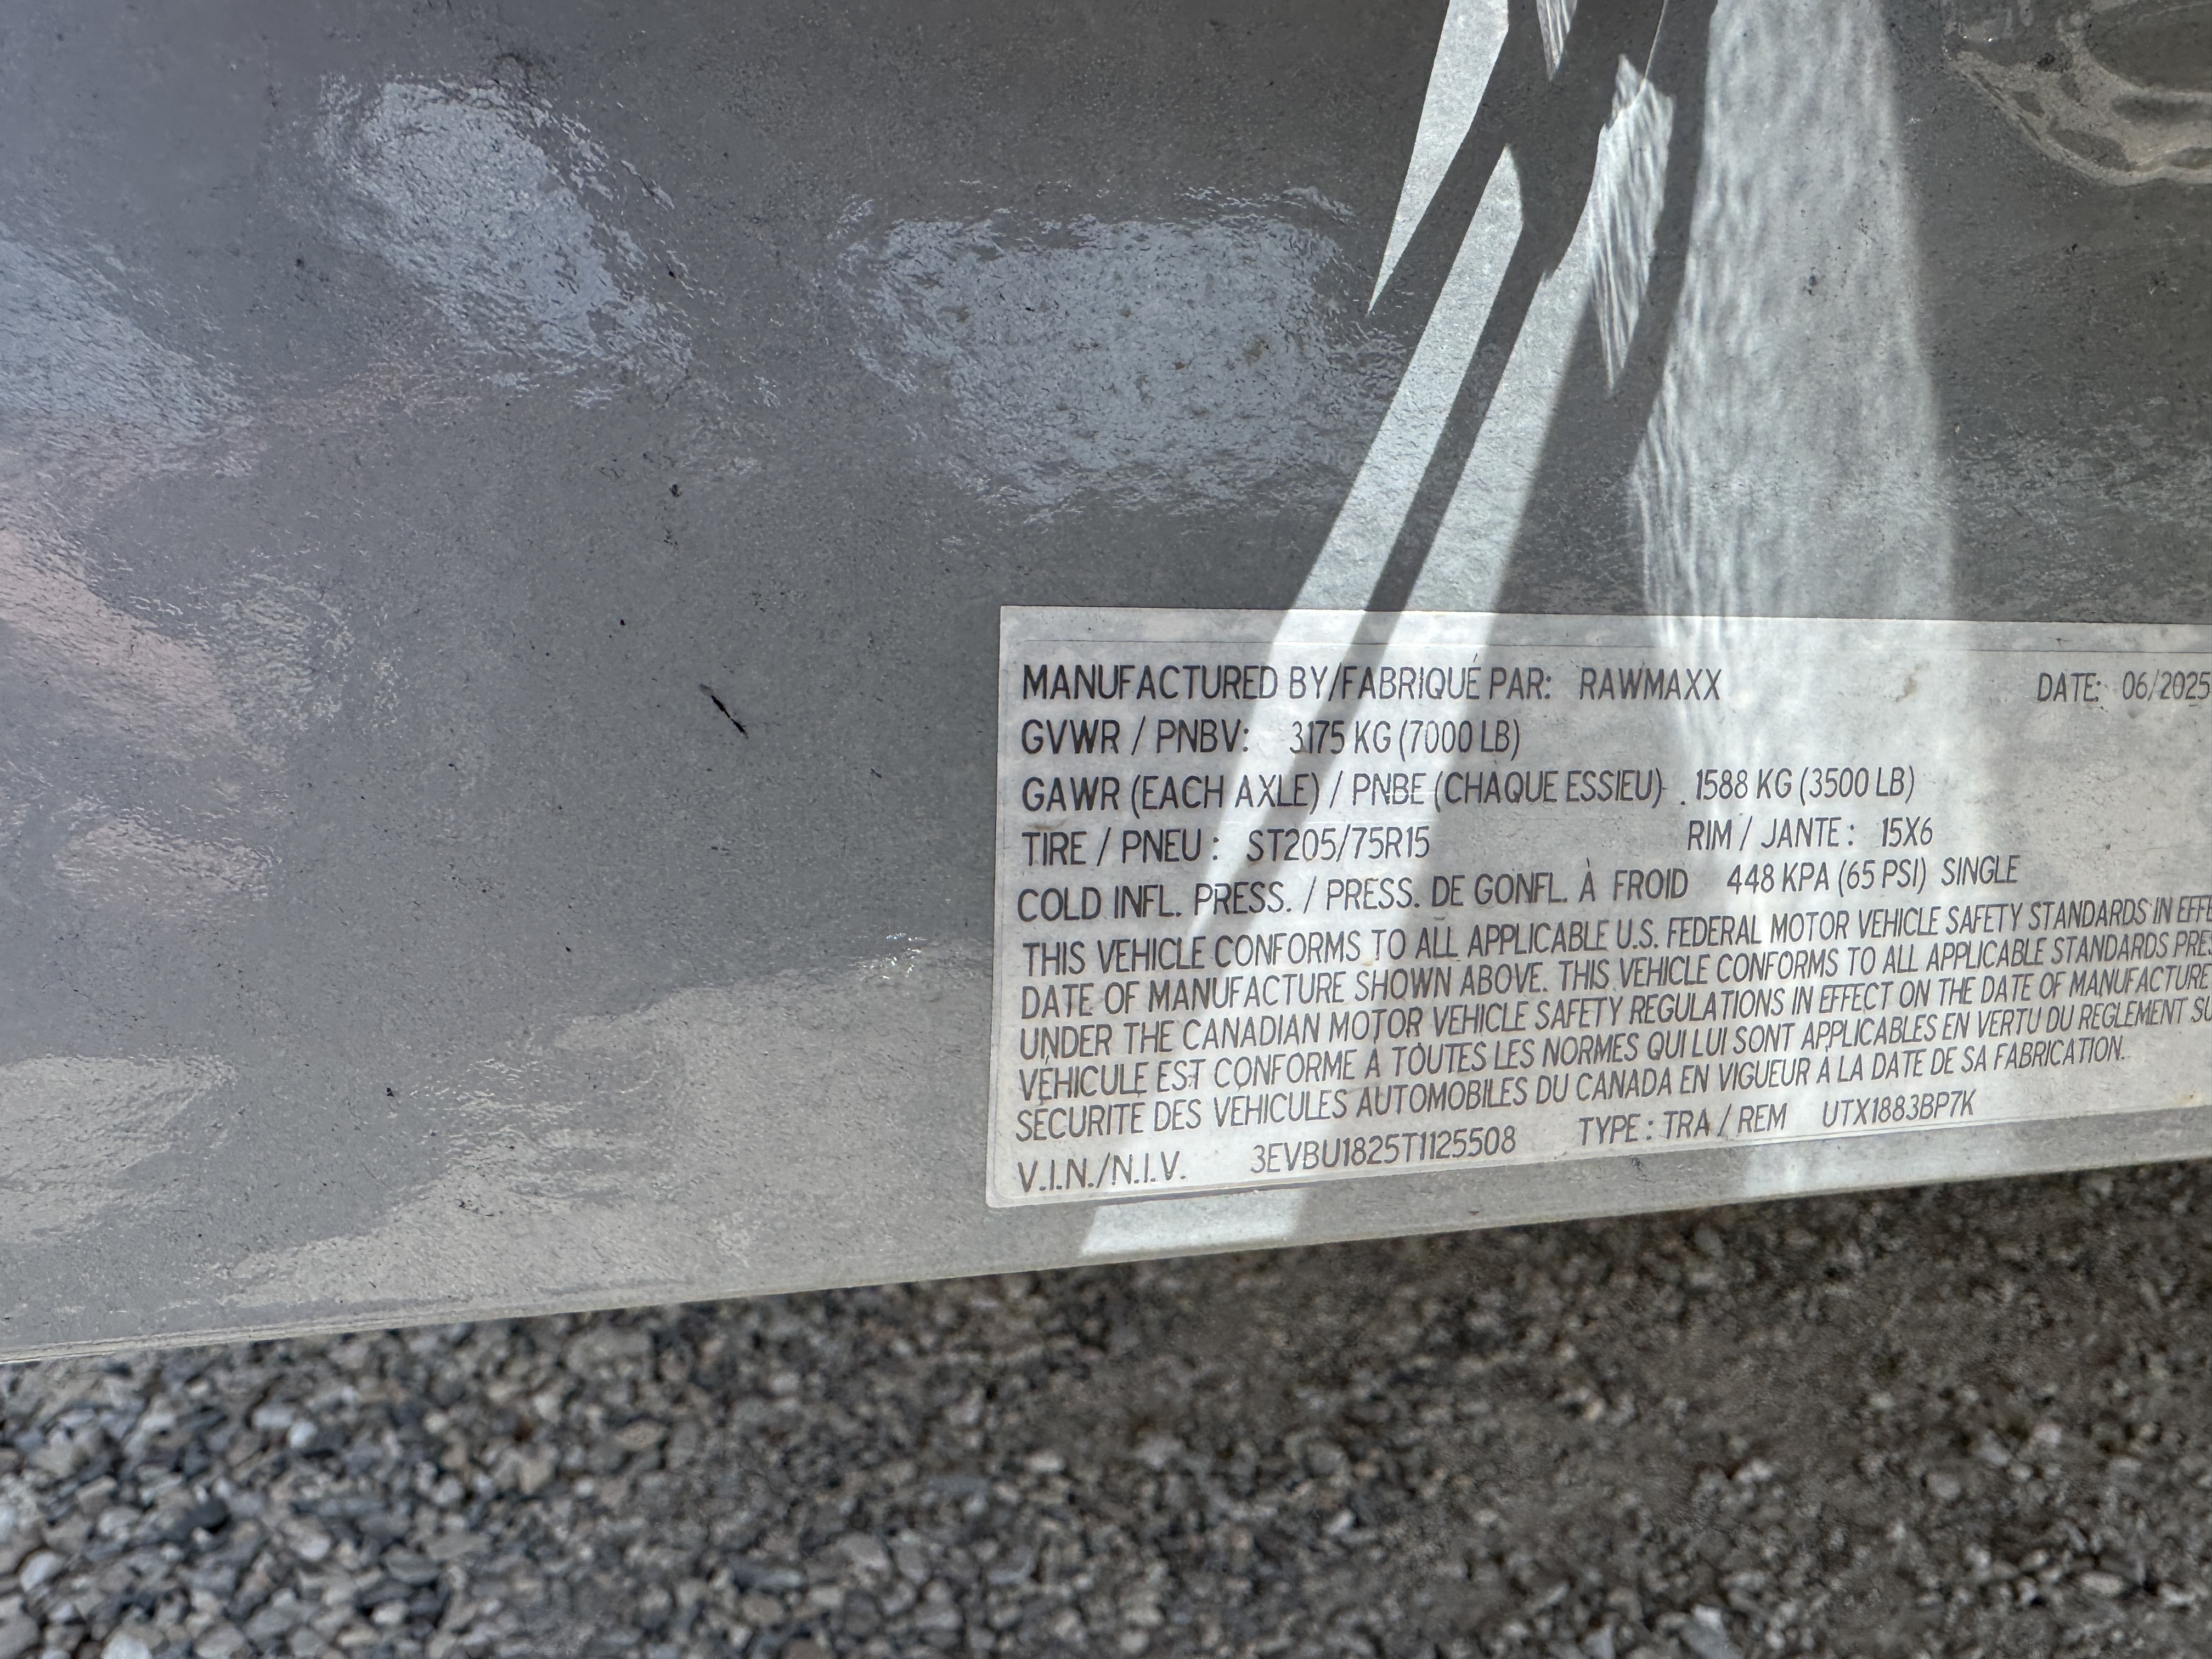 MANUFACTURED BY/FABRIQUÉ PAR: RAWMAXX DATE: 06/2025
GVWR / PNBV: 3175 KG (7000 LB)
GAWR (EACH AXLE) / PNBE (CHAQUE ESSIEU) . 1588 KG (3500 LB)
TIRE / PNEU : ST205/75R15 RIM / JANTE : 15X6
COLD INFL. PRESS. / PRESS. DE GONFL. À FROID 448 KPA (65 PSI) SINGLE
THIS VEHICLE CONFORMS TO ALL APPLICABLE U.S. FEDERAL MOTOR VEHICLE SAFETY STANDARDS IN
DATE OF MANUFACTURE SHOWN ABOVE. THIS VEHICLE CONFORMS TO ALL APPLICABLE STANDARDS
UNDER THE CANADIAN MOTOR VEHICLE SAFETY REGULATIONS IN EFFECT ON THE DATE OF MANUFACTURE
VÉHICULE EST CONFORME À TOUTES LES NORMES QUI LUI SONT APPLICABLES EN VERTU DU RÈGLEMENT
SÉCURITÉ DES VÉHICULES AUTOMOBILES DU CANADA EN VIGUEUR À LA DATE DE SA FABRICATION.
V.I.N./N.I.V. 3EVBU1825T1125508 TYPE : TRA / REM UTX1883BP7K